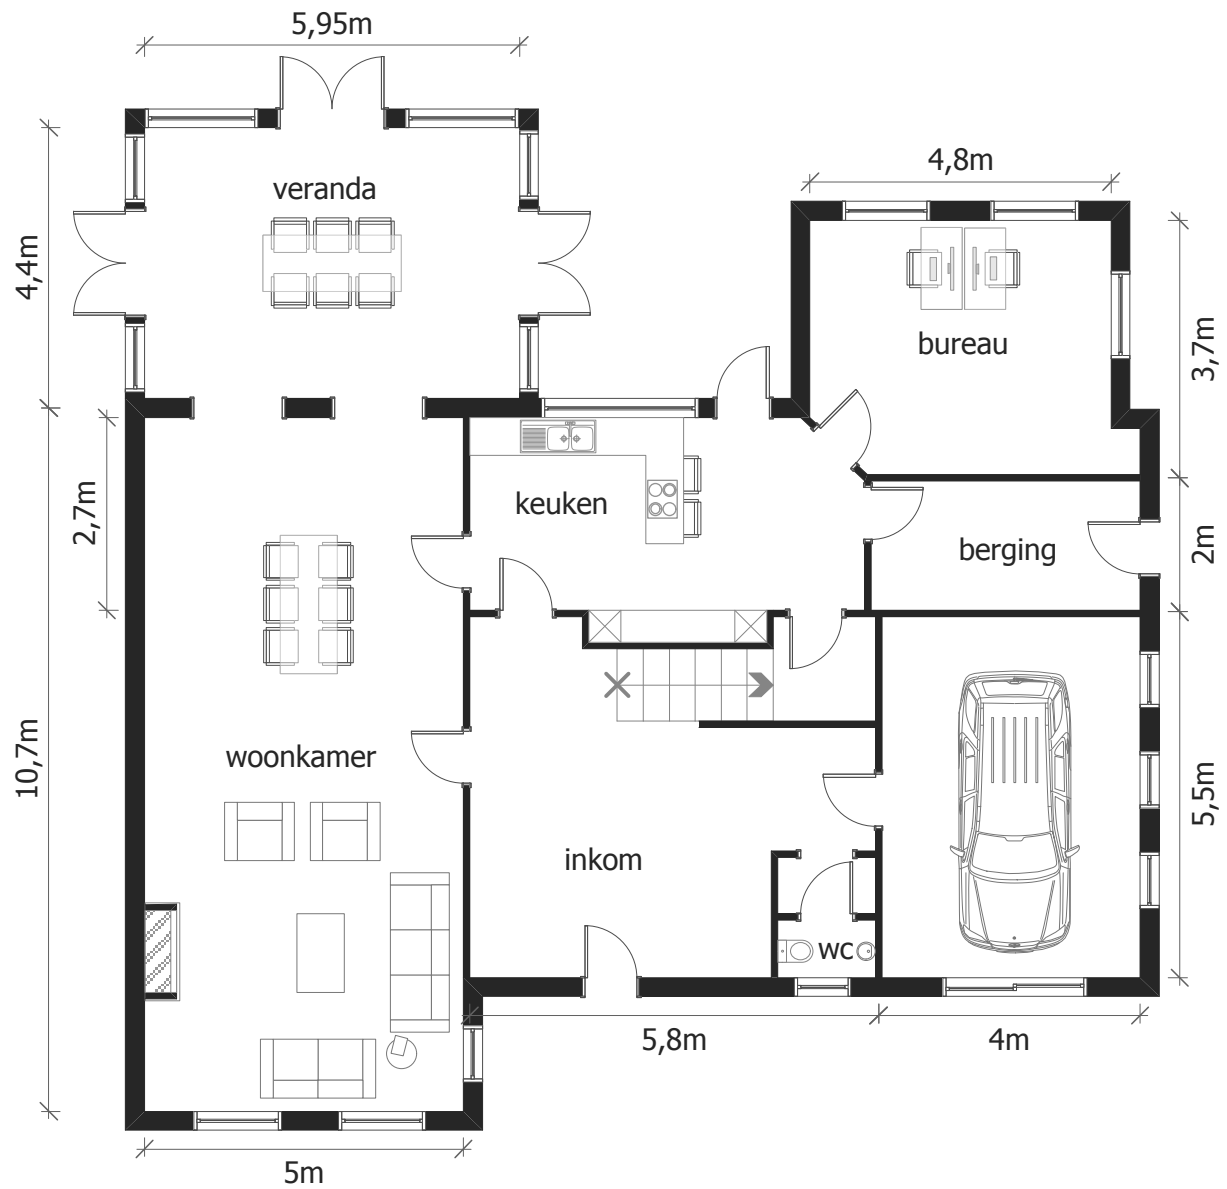 5,95m
veranda
4,8m
4,4m
bureau
3,7m
2,7m
keuken
berging
2m
10,7m
woonkamer
5,5m
inkom
wc
5,8m
4m
5m